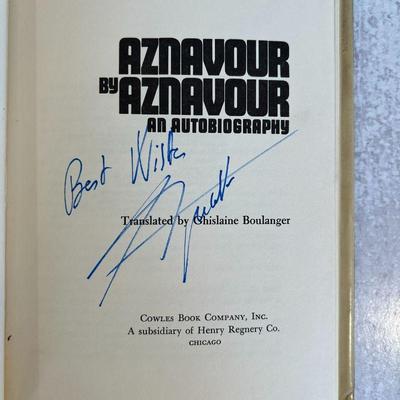 AZNAVOUR
BY AZNAVOUR
AN AUTOBIOGRAPHY
Best Wishes
Translated by Ghislaine Boulanger
COWLES BOOK COMPANY, INC.
A subsidiary of Henry Regnery Co.
CHICAGO